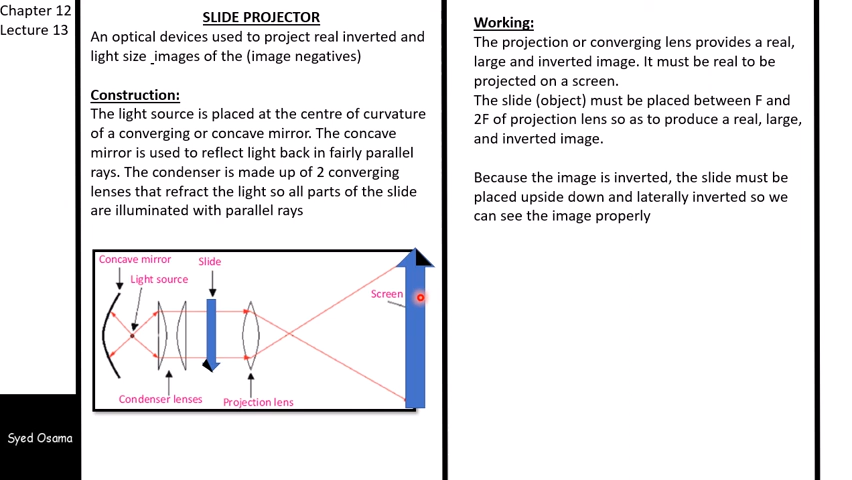 Chapter 12
Lecture 13
SLIDE PROJECTOR
An optical devices used to project real inverted and
light size _images of the (image negatives)
Construction:
The light source is placed at the centre of curvature
of a converging or concave mirror. The concave
mirror is used to reflect light back in fairly parallel
rays. The condenser is made up of 2 converging
lenses that refract the light so all parts of the slide
are illuminated with parallel rays
Concave mirror
Slide
Light source
Screen
Condenser lenses
Projection lens
Working:
The projection or converging lens provides a real,
large and inverted image. It must be real to be
projected on a screen.
The slide (object) must be placed between F and
2F of projection lens so as to produce a real, large,
and inverted image.
Because the image is inverted, the slide must be
placed upside down and laterally inverted so we
can see the image properly
Syed Osama